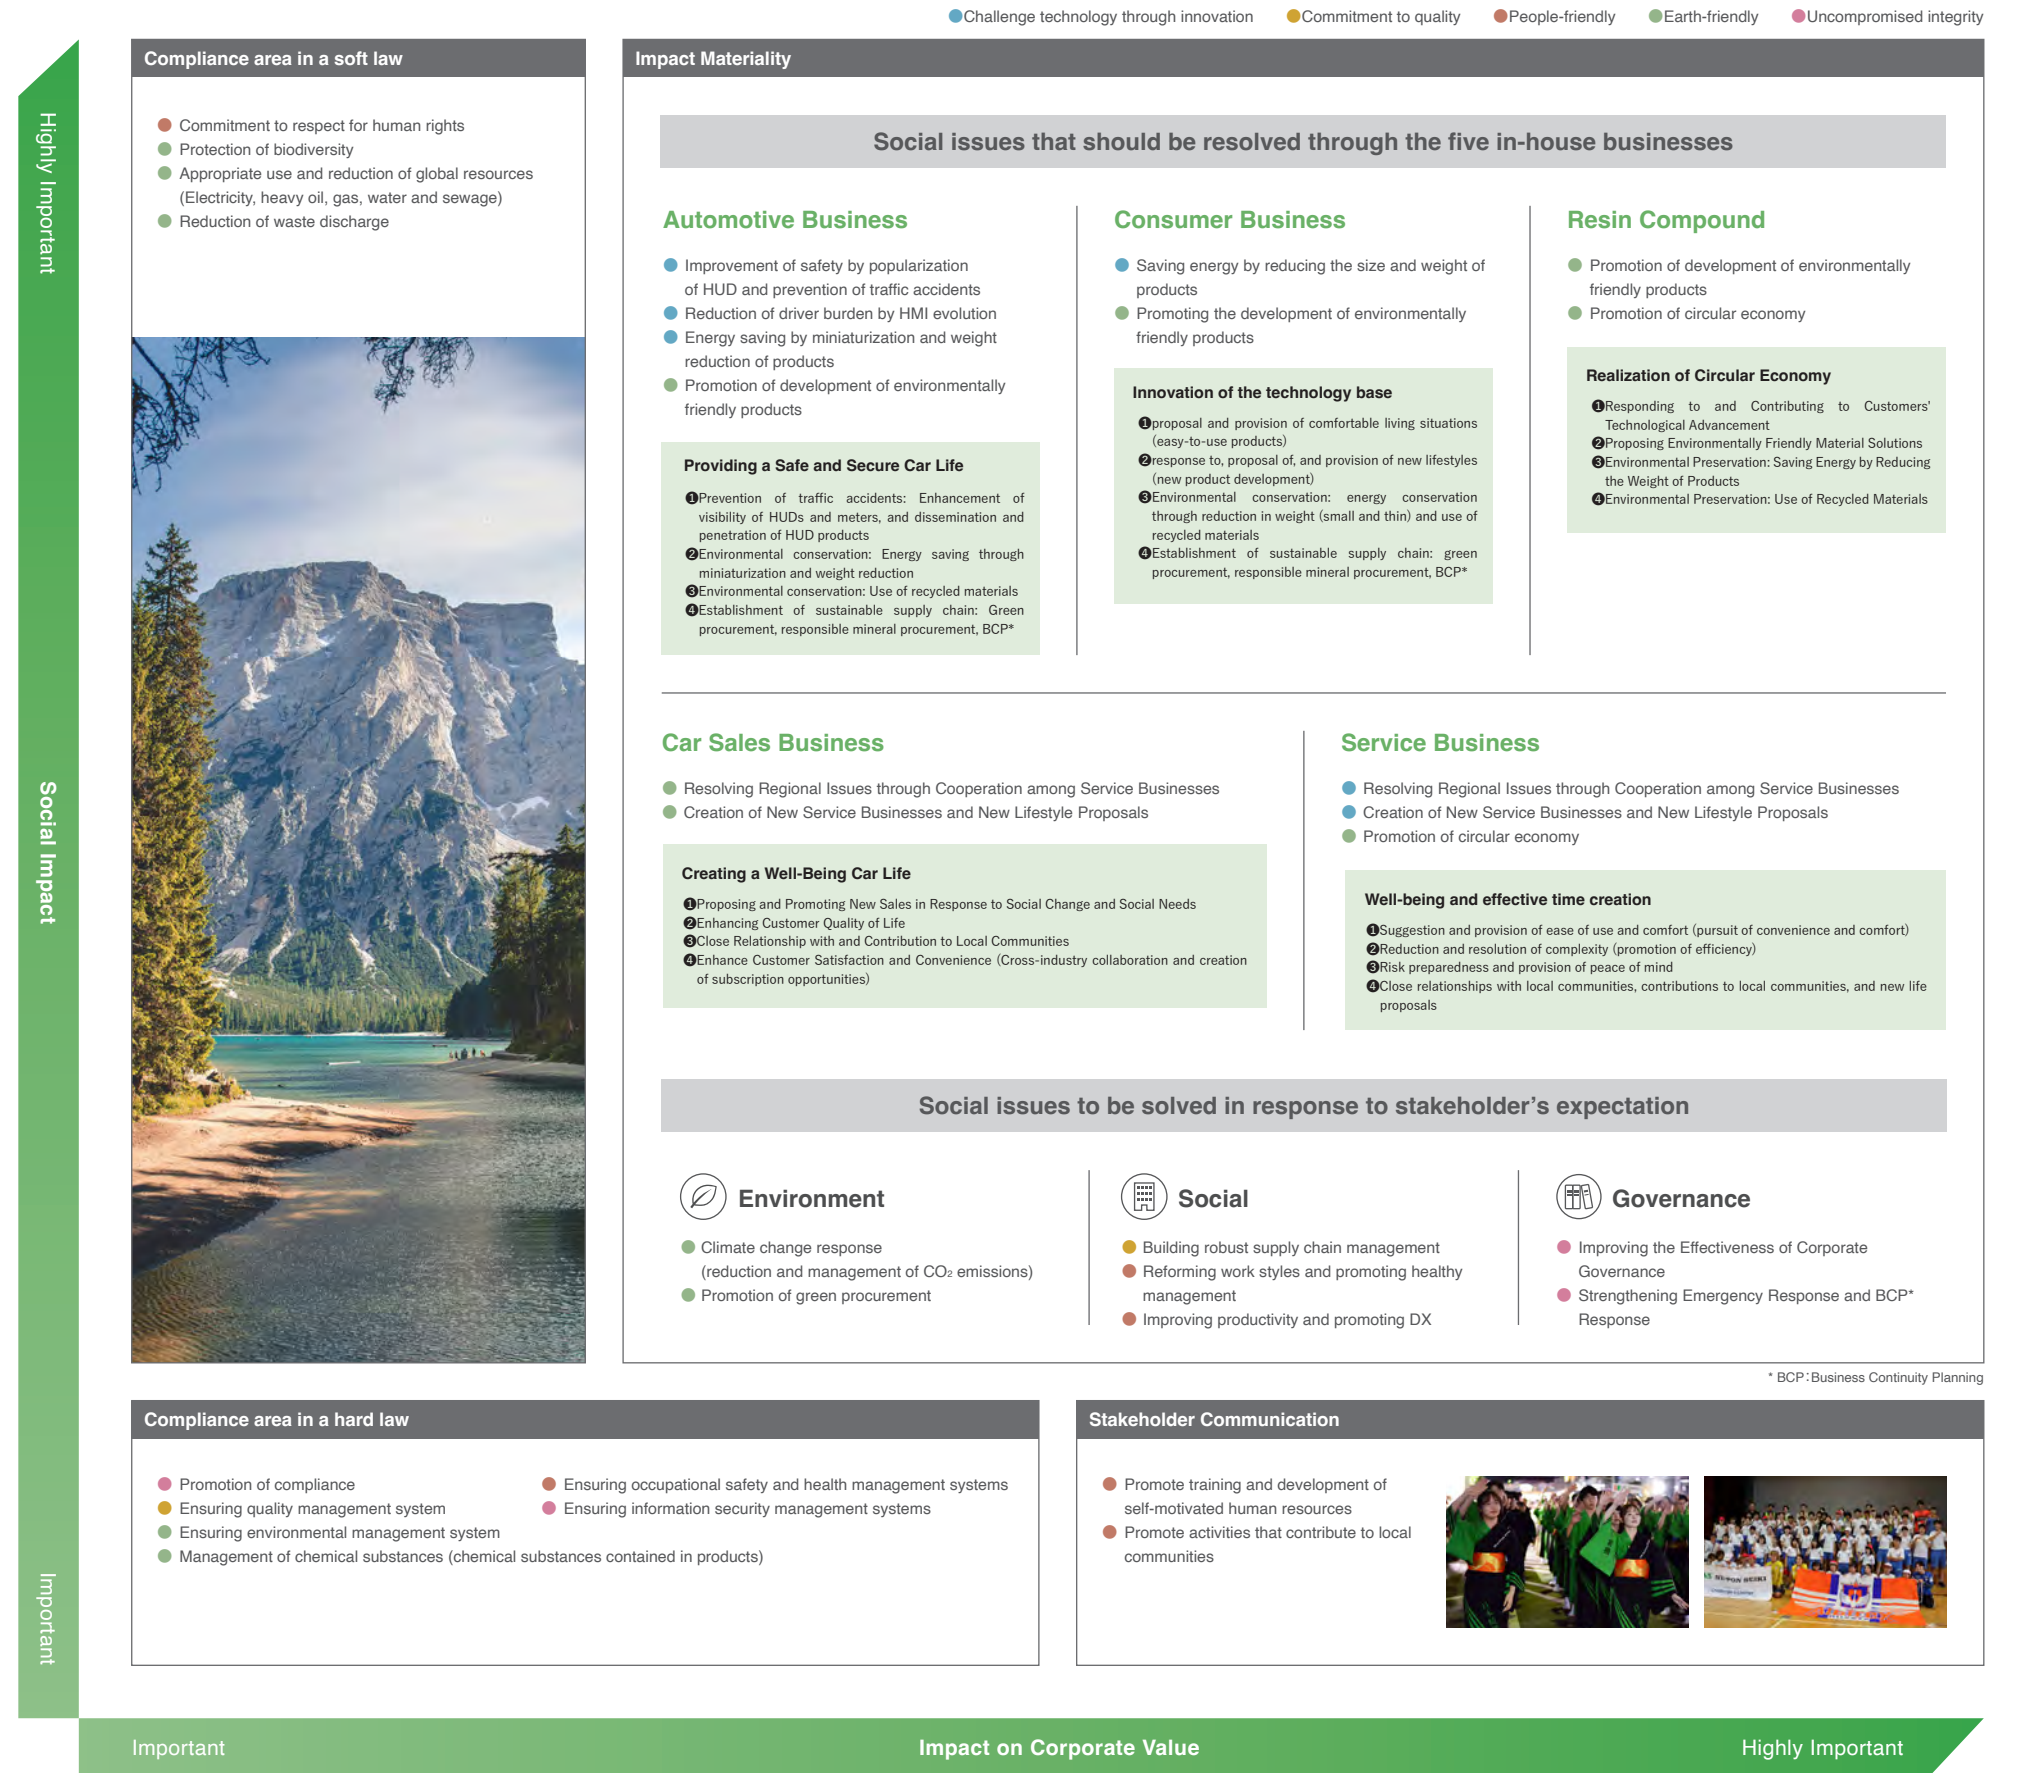 ●Challenge technology through innovation ●Commitment to quality ●People-friendly ●Earth-friendly ●Uncompromised integrity
Highly Important
Social Impact
Important
Compliance area in a soft law
● Commitment to respect for human rights
● Protection of biodiversity
● Appropriate use and reduction of global resources
(Electricity, heavy oil, gas, water and sewage)
● Reduction of waste discharge
Impact Materiality
Social issues that should be resolved through the five in-house businesses
Automotive Business
● Improvement of safety by popularization
of HUD and prevention of traffic accidents
● Reduction of driver burden by HMI evolution
● Energy saving by miniaturization and weight
reduction of products
● Promotion of development of environmentally
friendly products
Providing a Safe and Secure Car Life
❶Prevention of traffic accidents: Enhancement of
visibility of HUDs and meters, and dissemination and
penetration of HUD products
❷Environmental conservation: Energy saving through
miniaturization and weight reduction
❸Environmental conservation: Use of recycled materials
❹Establishment of sustainable supply chain: Green
procurement, responsible mineral procurement, BCP*
Consumer Business
● Saving energy by reducing the size and weight of
products
● Promoting the development of environmentally
friendly products
Innovation of the technology base
❶proposal and provision of comfortable living situations
(easy-to-use products)
❷response to, proposal of, and provision of new lifestyles
(new product development)
❸Environmental conservation: energy conservation
through reduction in weight (small and thin) and use of
recycled materials
❹Establishment of sustainable supply chain: green
procurement, responsible mineral procurement, BCP*
Resin Compound
● Promotion of development of environmentally
friendly products
● Promotion of circular economy
Realization of Circular Economy
❶Responding to and Contributing to Customers'
Technological Advancement
❷Proposing Environmentally Friendly Material Solutions
❸Environmental Preservation: Saving Energy by Reducing
the Weight of Products
❹Environmental Preservation: Use of Recycled Materials
Car Sales Business
● Resolving Regional Issues through Cooperation among Service Businesses
● Creation of New Service Businesses and New Lifestyle Proposals
Creating a Well-Being Car Life
❶Proposing and Promoting New Sales in Response to Social Change and Social Needs
❷Enhancing Customer Quality of Life
❸Close Relationship with and Contribution to Local Communities
❹Enhance Customer Satisfaction and Convenience (Cross-industry collaboration and creation
of subscription opportunities)
Service Business
● Resolving Regional Issues through Cooperation among Service Businesses
● Creation of New Service Businesses and New Lifestyle Proposals
● Promotion of circular economy
Well-being and effective time creation
❶Suggestion and provision of ease of use and comfort (pursuit of convenience and comfort)
❷Reduction and resolution of complexity (promotion of efficiency)
❸Risk preparedness and provision of peace of mind
❹Close relationships with local communities, contributions to local communities, and new life
proposals
Social issues to be solved in response to stakeholder's expectation
Environment
● Climate change response
(reduction and management of CO₂ emissions)
● Promotion of green procurement
Social
● Building robust supply chain management
● Reforming work styles and promoting healthy
management
● Improving productivity and promoting DX
Governance
● Improving the Effectiveness of Corporate
Governance
● Strengthening Emergency Response and BCP*
Response
* BCP:Business Continuity Planning
Compliance area in a hard law
● Promotion of compliance
● Ensuring quality management system
● Ensuring environmental management system
● Management of chemical substances (chemical substances contained in products)
● Ensuring occupational safety and health management systems
● Ensuring information security management systems
Stakeholder Communication
● Promote training and development of
self-motivated human resources
● Promote activities that contribute to local
communities
Important
Impact on Corporate Value
Highly Important